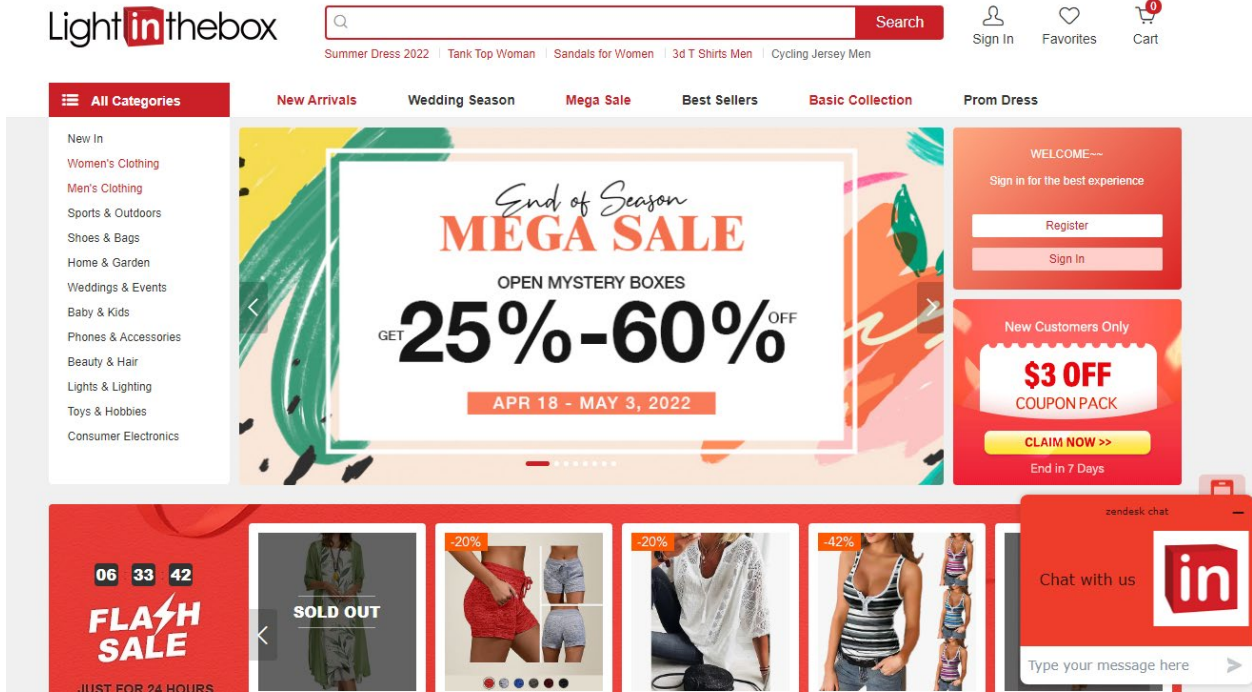 Lightinthebox
Search
0
Sign In Favorites Cart
Summer Dress 2022 Tank Top Woman Sandals for Women 3d T Shirts Men Cycling Jersey Men
All Categories New Arrivals Wedding Season Mega Sale Best Sellers Basic Collection Prom Dress
New In
Women's Clothing
Men's Clothing
Sports & Outdoors
Shoes & Bags
Home & Garden
Weddings & Events
Baby & Kids
Phones & Accessories
Beauty & Hair
Lights & Lighting
Toys & Hobbies
Consumer Electronics
End of Season
MEGA SALE
OPEN MYSTERY BOXES
GET 25%-60% OFF
APR 18 - MAY 3, 2022
WELCOME~~
Sign in for the best experience
Register
Sign In
New Customers Only
$3 OFF
COUPON PACK
CLAIM NOW >>
End in 7 Days
06 33 42
FLASH
SALE
JUST FOR 24 HOURS
SOLD OUT
-20%
-20%
-42%
zendesk chat
Chat with us
in
Type your message here